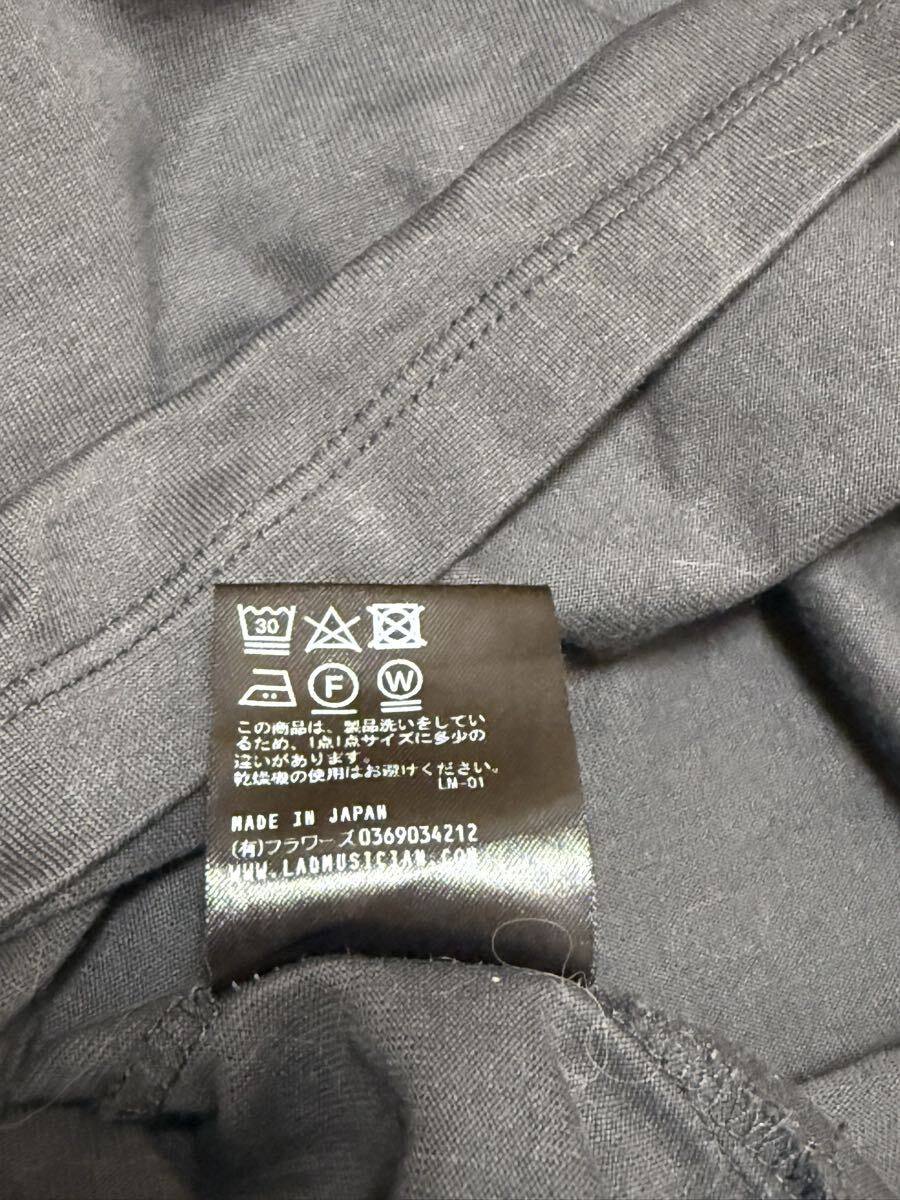 30
F W
この商品は、製品洗いをしてい
るため、1点1点サイズに多少の
違いがあります。
乾燥機の使用はお避けください。
LM-01
MADE IN JAPAN
(有)フラワーズ0369034212
WWW.LADMUSICIAN.COM